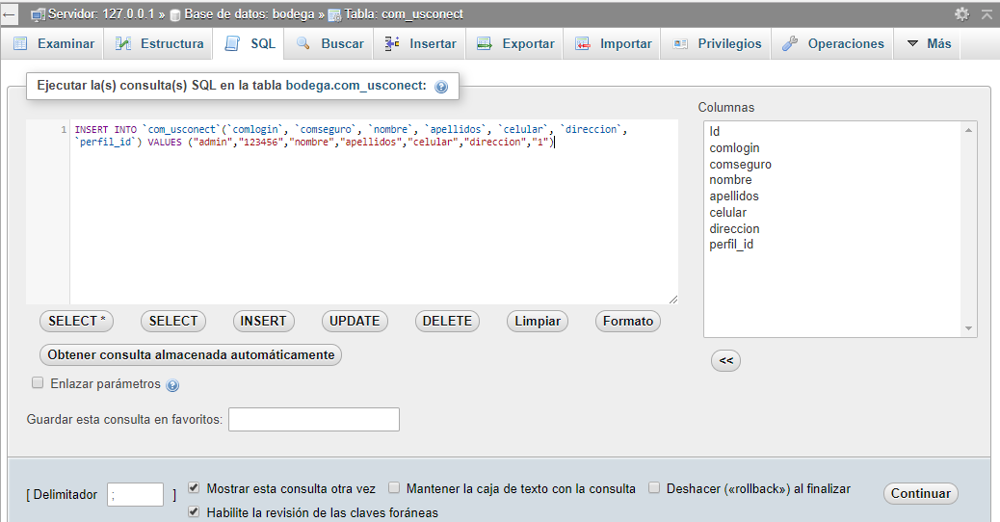 Servidor: 127.0.0.1 » Base de datos: bodega » Tabla: com_usconect
Examinar Estructura SQL Buscar Insertar Exportar Importar Privilegios Operaciones Más
Ejecutar la(s) consulta(s) SQL en la tabla bodega.com_usconect:
Columnas
1 INSERT INTO `com_usconect`(`comlogin`, `comseguro`, `nombre`, `apellidos`, `celular`, `direccion`,
`perfil_id`) VALUES ("admin","123456","nombre","apellidos","celular","direccion","1")
Id
comlogin
comseguro
nombre
apellidos
celular
direccion
perfil_id
SELECT * SELECT INSERT UPDATE DELETE Limpiar Formato
<<
Obtener consulta almacenada automáticamente
Enlazar parámetros
Guardar esta consulta en favoritos:
[ Delimitador ; ] Mostrar esta consulta otra vez Mantener la caja de texto con la consulta Deshacer («rollback») al finalizar Continuar
Habilite la revisión de las claves foráneas